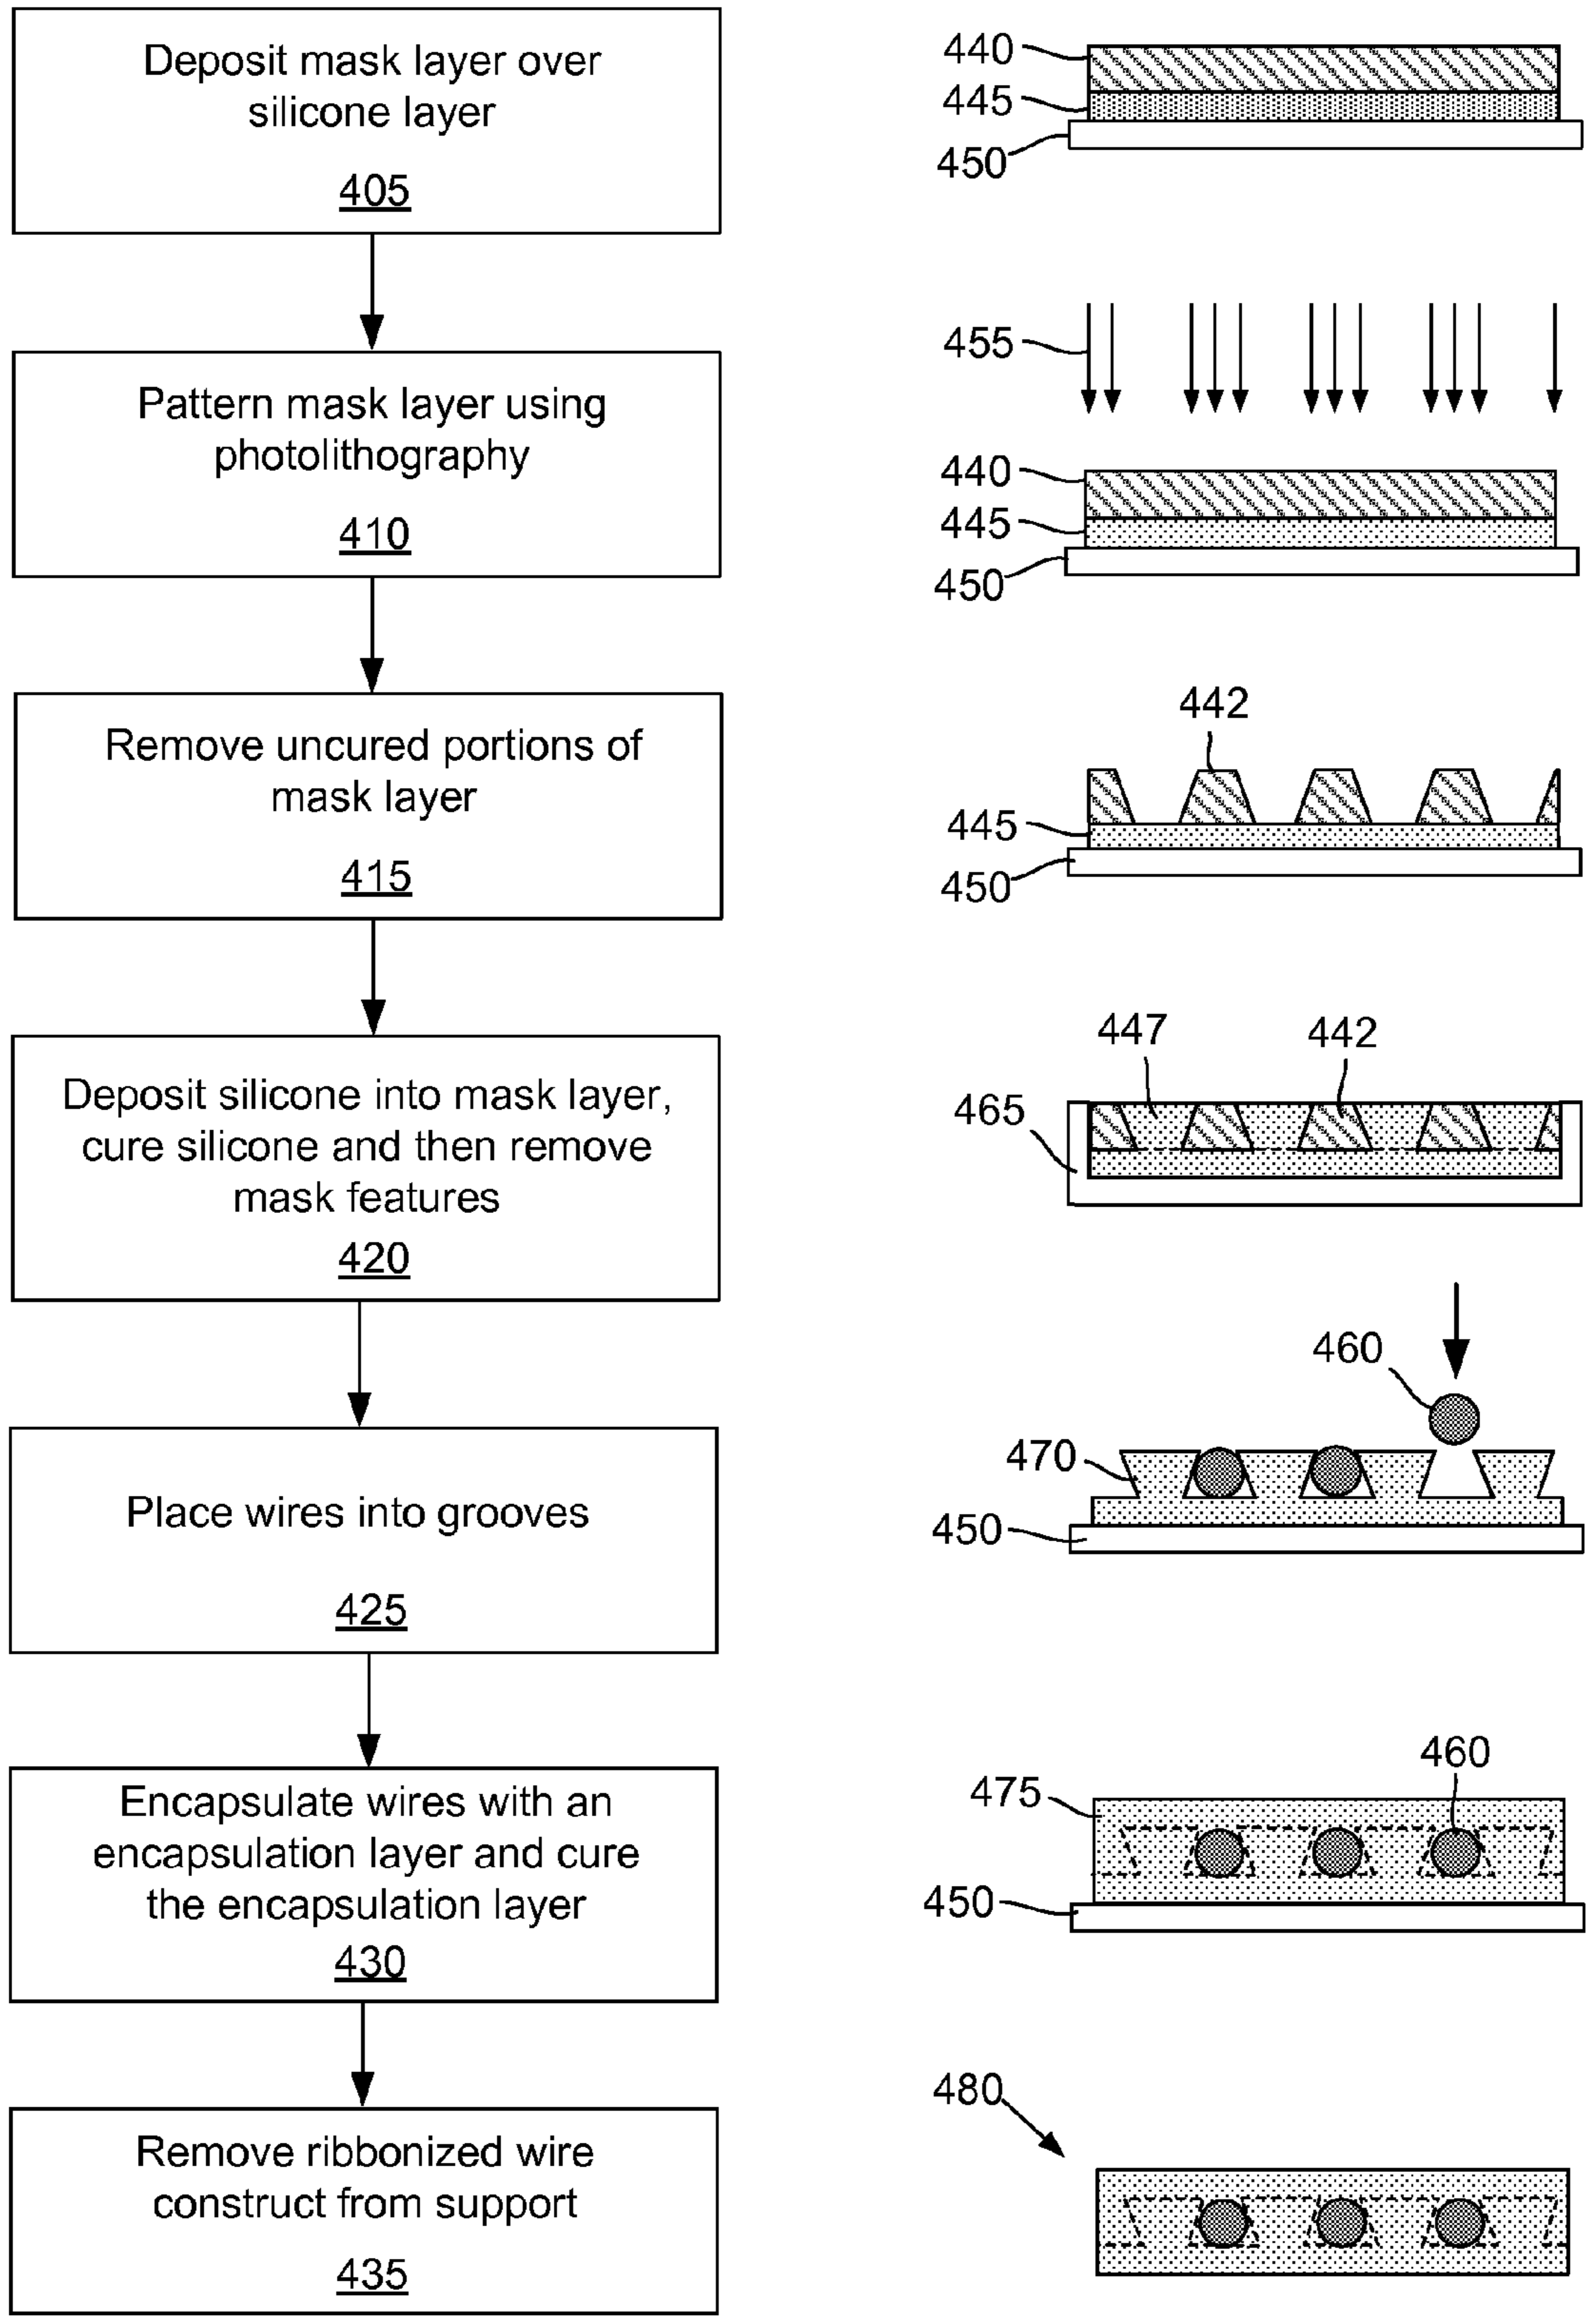 Deposit mask layer over
silicone layer
405
440
445
450
Pattern mask layer using
photolithography
410
455
440
445
450
Remove uncured portions of
mask layer
415
442
445
450
Deposit silicone into mask layer,
cure silicone and then remove
mask features
420
447
442
465
Place wires into grooves
425
460
470
450
Encapsulate wires with an
encapsulation layer and cure
the encapsulation layer
430
460
475
450
Remove ribbonized wire
construct from support
435
480